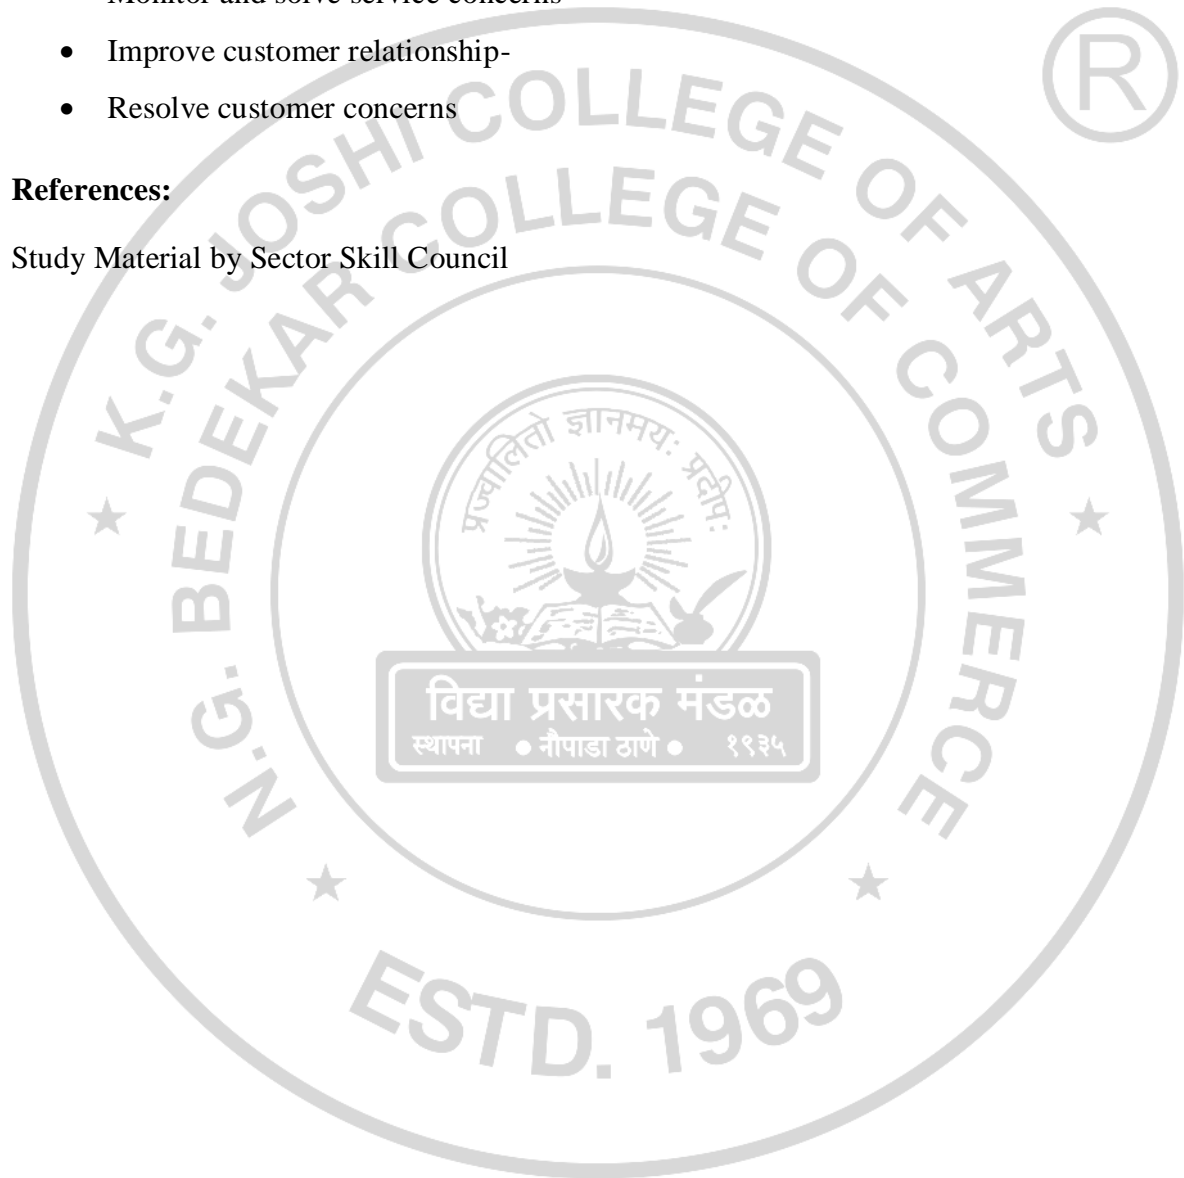 Monitor and solve service concerns
• Improve customer relationship-
• Resolve customer concerns
References:
Study Material by Sector Skill Council
K.G. JOSHI COLLEGE OF ARTS
N.G. BEDEKAR COLLEGE OF COMMERCE
ESTD. 1969
®
प्रज्वालितो ज्ञानमयः प्रदीपः
विद्या प्रसारक मंडळ
स्थापना ● नौपाडा ठाणे ● १९३५